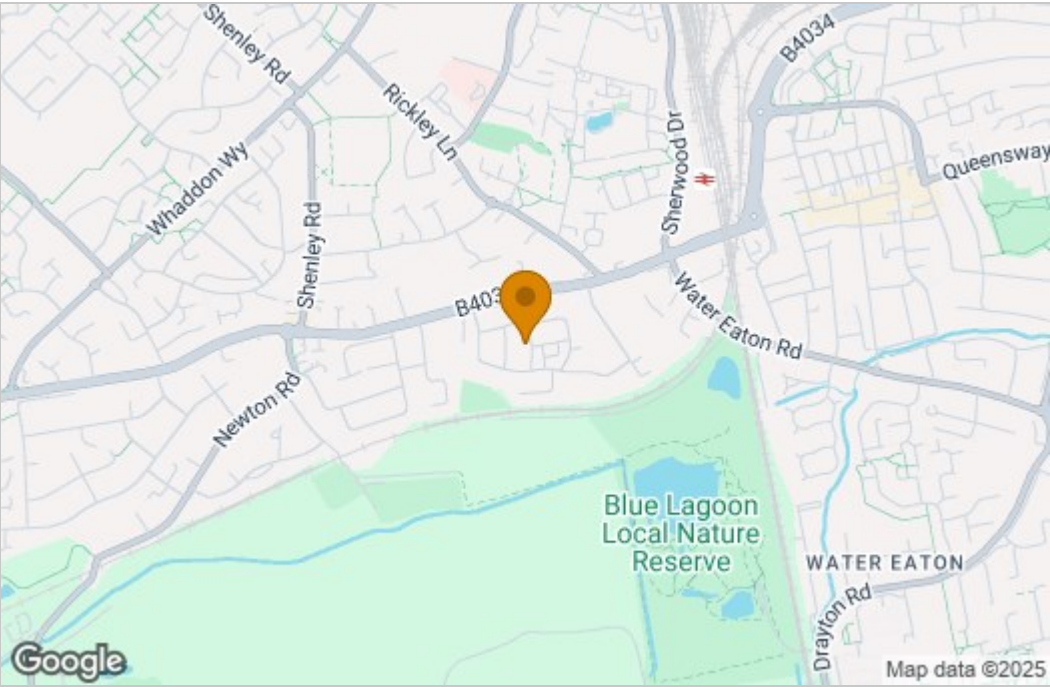 Shenley Rd
B4034
Rickley Ln
Sherwood Dr
Queensway
Whaddon Wy
Shenley Rd
B403
Water Eaton Rd
Newton Rd
Blue Lagoon
Local Nature
Reserve
WATER EATON
Drayton Rd
Google
Map data ©2025